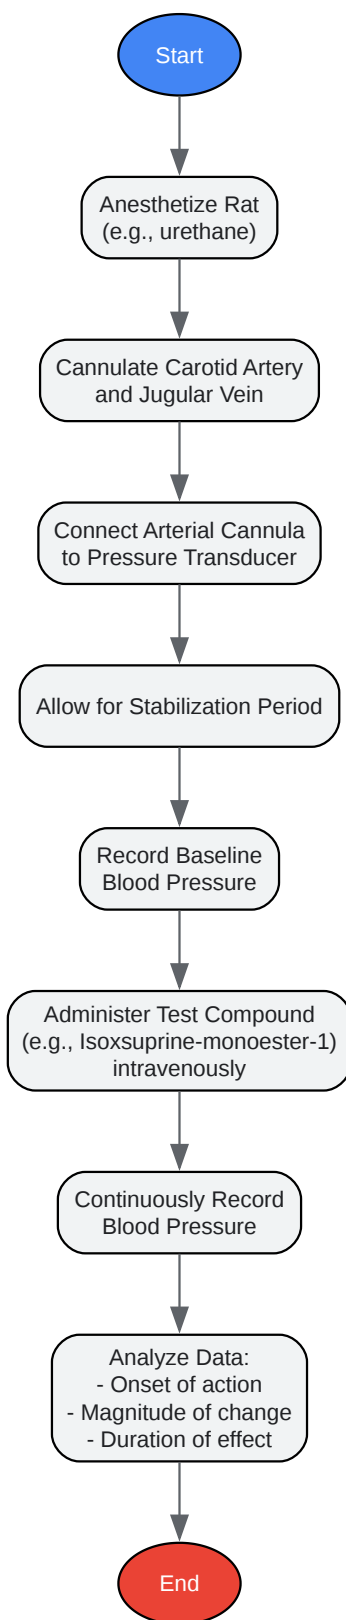 Start
Anesthetize Rat
(e.g., urethane)
Cannulate Carotid Artery
and Jugular Vein
Connect Arterial Cannula
to Pressure Transducer
Allow for Stabilization Period
Record Baseline
Blood Pressure
Administer Test Compound
(e.g., Isoxsuprine-monoester-1)
intravenously
Continuously Record
Blood Pressure
Analyze Data:
- Onset of action
- Magnitude of change
- Duration of effect
End